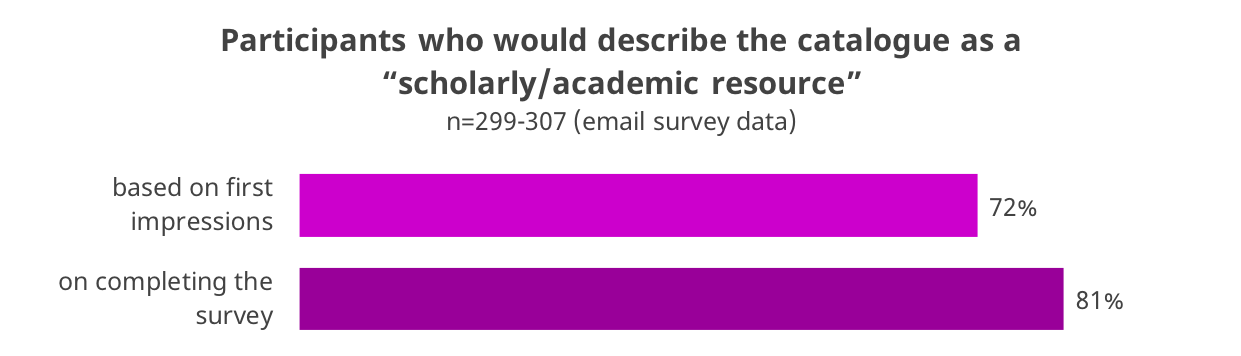 Participants who would describe the catalogue as a
“scholarly/academic resource”
n=299-307 (email survey data)
based on first
impressions
72%
on completing the
survey
81%